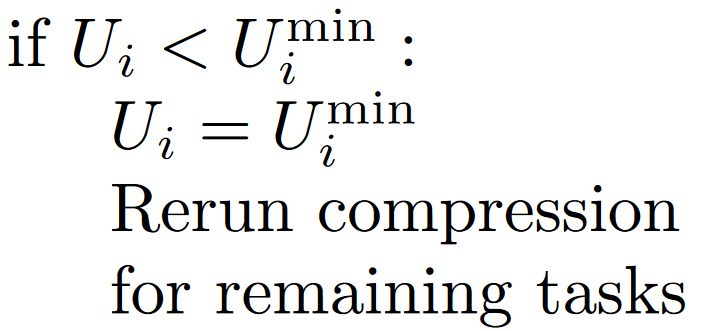 if $U_i < U_i^{\min}$ :
$U_i = U_i^{\min}$
Rerun compression
for remaining tasks